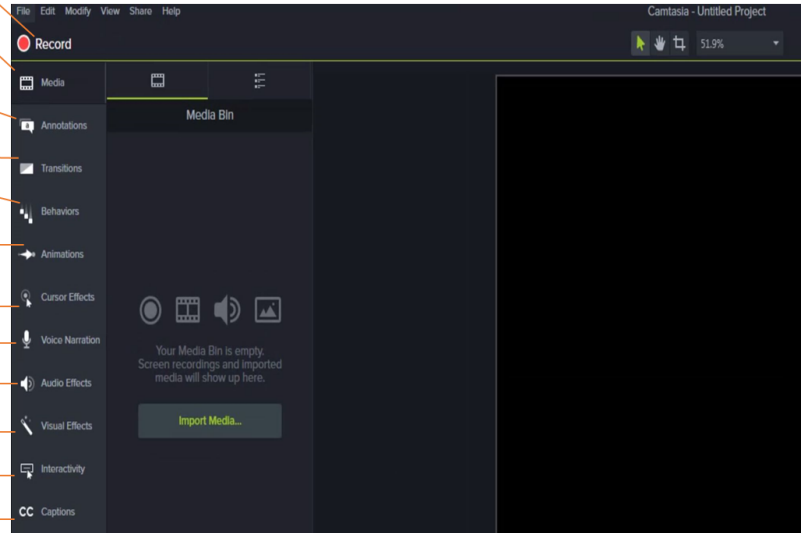 File Edit Modify View Share Help
Camtasia - Untitled Project
Record
51.9%
Media
Media Bin
Annotations
Transitions
Behaviors
Animations
Cursor Effects
Voice Narration
Your Media Bin is empty.
Screen recordings and imported
media will show up here.
Audio Effects
Import Media...
Visual Effects
Interactivity
CC Captions